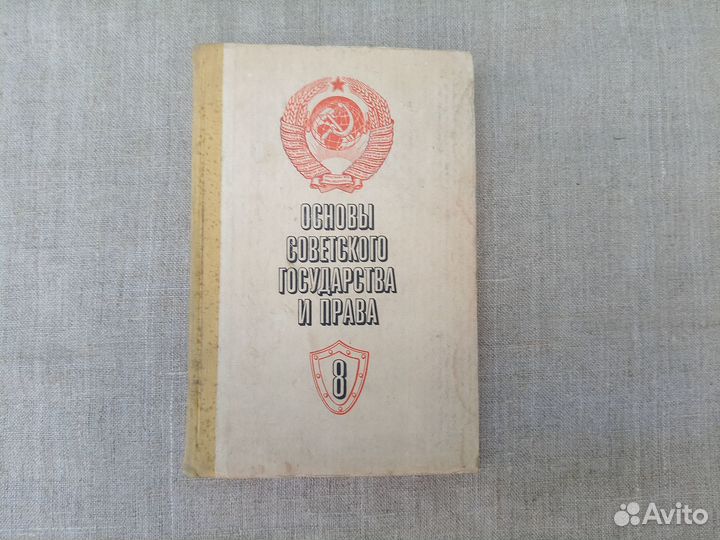 ОСНОВЫ
СОВЕТСКОГО
ГОСУДАРСТВА
И ПРАВА
8
Avito